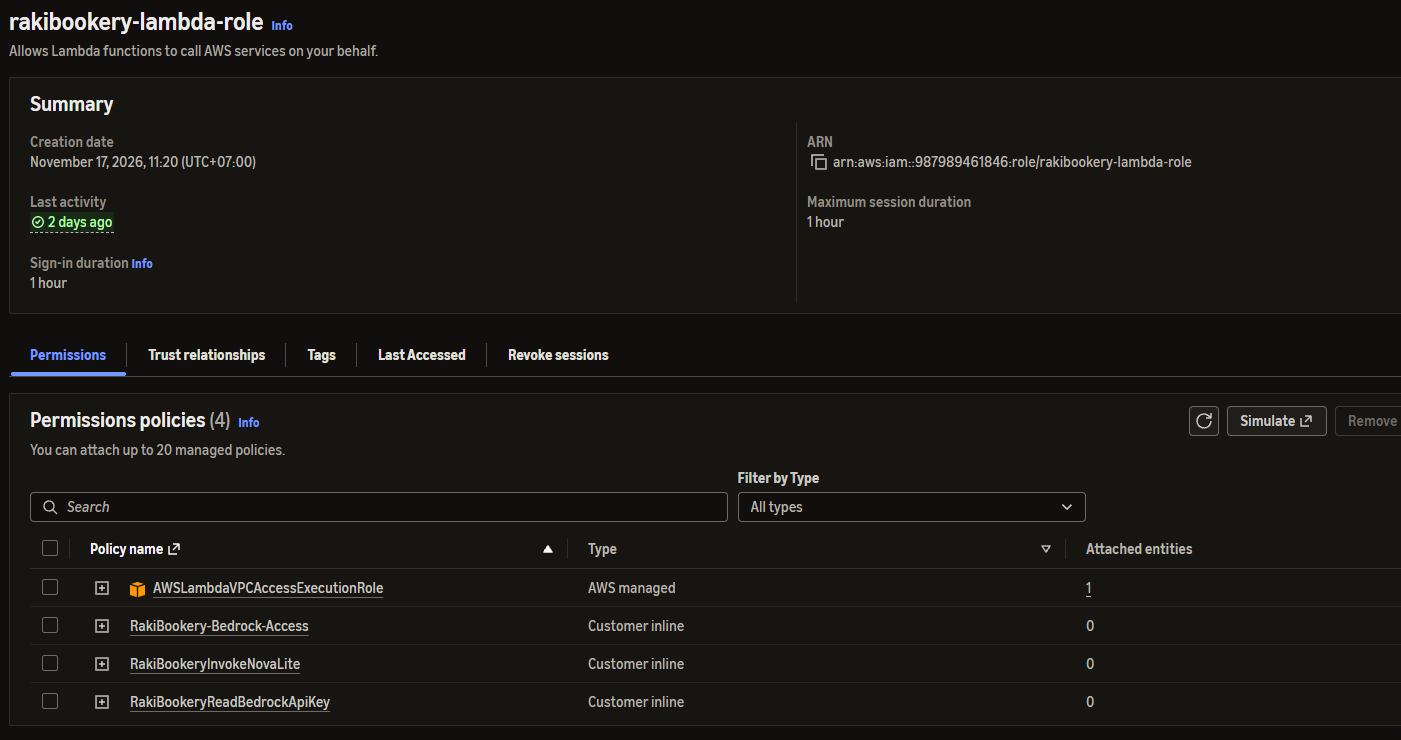 rakibookery-lambda-role Info
Allows Lambda functions to call AWS services on your behalf.
Summary
Creation date
November 17, 2026, 11:20 (UTC+07:00)
ARN
arn:aws:iam::987989461846:role/rakibookery-lambda-role
Last activity
2 days ago
Maximum session duration
1 hour
Sign-in duration Info
1 hour
Permissions Trust relationships Tags Last Accessed Revoke sessions
Permissions policies (4) Info
You can attach up to 20 managed policies.
Simulate Remove
Filter by Type
Search All types
Policy name Type Attached entities
AWSLambdaVPCAccessExecutionRole AWS managed 1
RakiBookery-Bedrock-Access Customer inline 0
RakiBookeryInvokeNovaLite Customer inline 0
RakiBookeryReadBedrockApiKey Customer inline 0